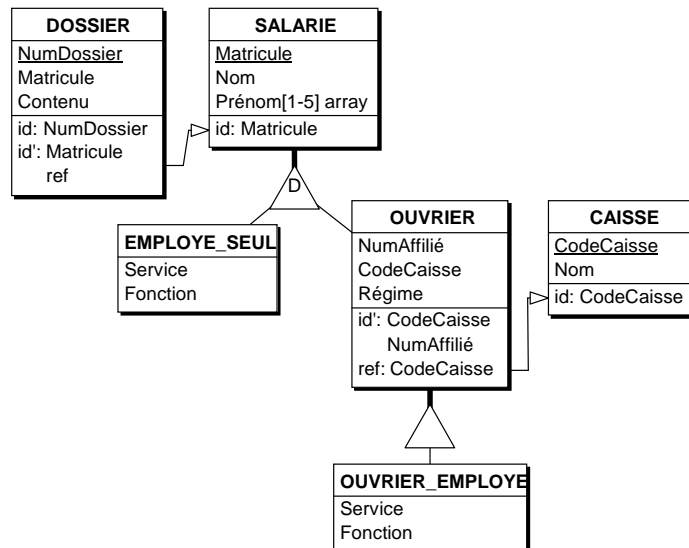 DOSSIER
NumDossier
Matricule
Contenu
id: NumDossier
id': Matricule
ref
SALARIE
Matricule
Nom
Prénom[1-5] array
id: Matricule
D
EMPLOYE_SEUL
Service
Fonction
OUVRIER
NumAffilié
CodeCaisse
Régime
id': CodeCaisse
NumAffilié
ref: CodeCaisse
CAISSE
CodeCaisse
Nom
id: CodeCaisse
OUVRIER_EMPLOYE
Service
Fonction